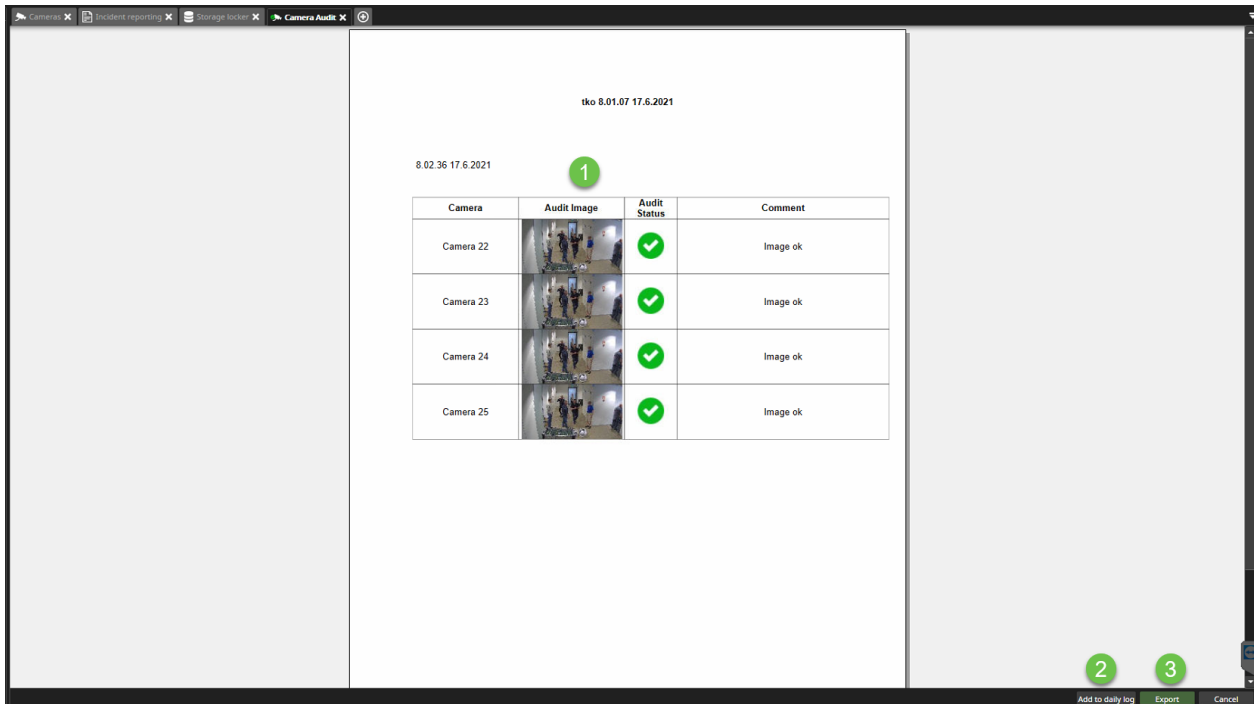 Cameras Incident reporting Storage locker Camera Audit
tko 8.01.07 17.6.2021
8.02.36 17.6.2021
1
Camera Audit Image Audit Status Comment
Camera 22 Image ok
Camera 23 Image ok
Camera 24 Image ok
Camera 25 Image ok
2 3
Add to daily log Export Cancel